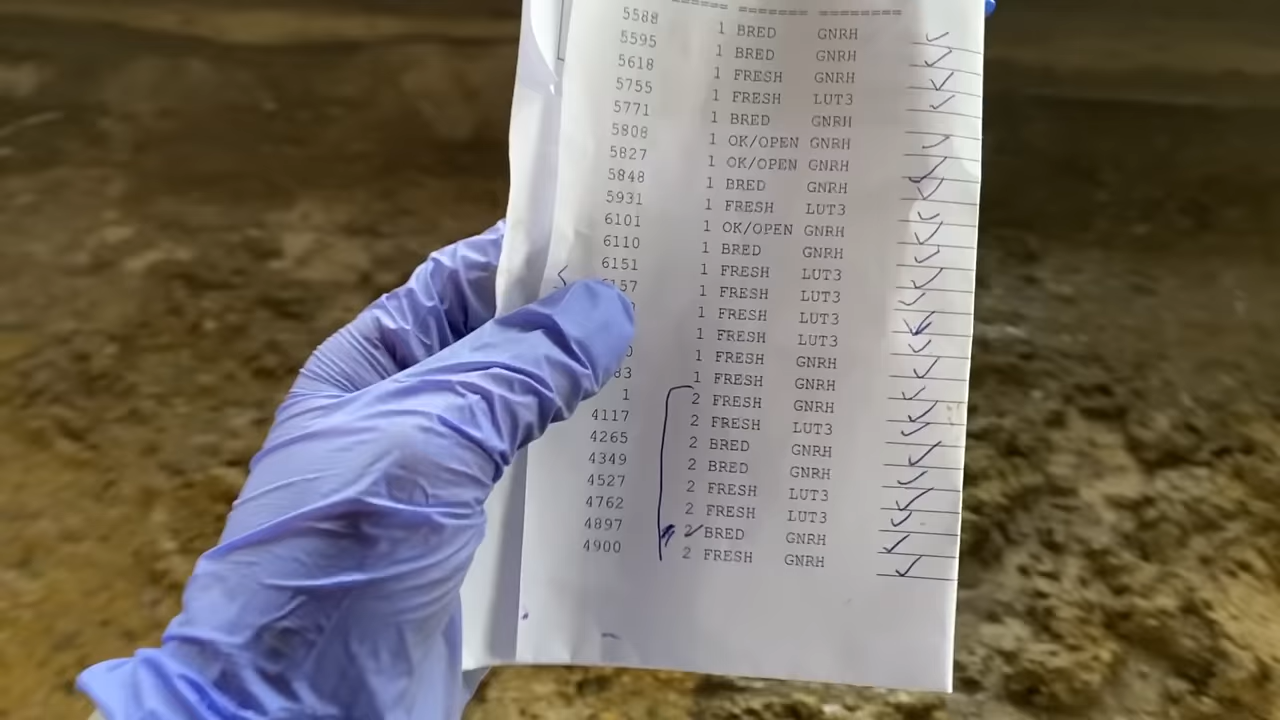 ====== ======= ========
5588 1 BRED GNRH
5595 1 BRED GNRH
5618 1 FRESH GNRH
5755 1 FRESH LUT3
5771 1 BRED GNRH
5808 1 OK/OPEN GNRH
5827 1 OK/OPEN GNRH
5848 1 BRED GNRH
5931 1 FRESH LUT3
6101 1 OK/OPEN GNRH
6110 1 BRED GNRH
6151 1 FRESH LUT3
157 1 FRESH LUT3
1 FRESH LUT3
1 FRESH LUT3
0 1 FRESH GNRH
83 1 FRESH GNRH
1 2 FRESH GNRH
4117 2 FRESH LUT3
4265 2 BRED GNRH
4349 2 BRED GNRH
4527 2 FRESH LUT3
4762 2 FRESH LUT3
4897 2 BRED GNRH
4900 2 FRESH GNRH